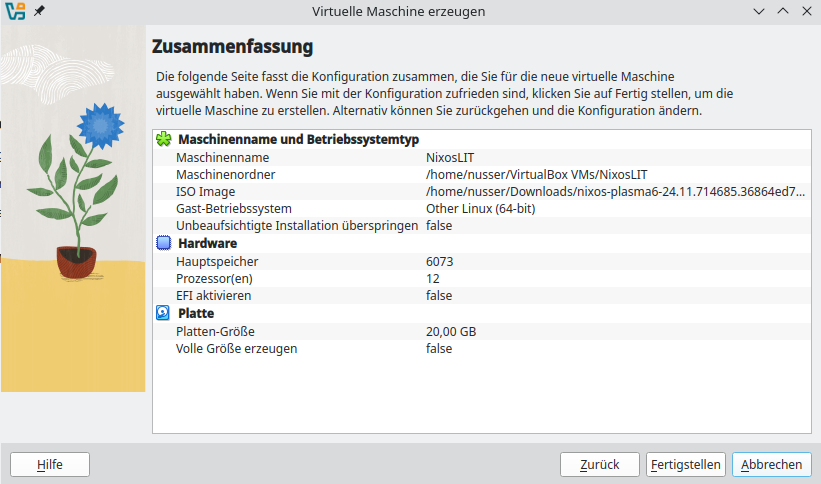 Virtuelle Maschine erzeugen
Zusammenfassung
Die folgende Seite fasst die Konfiguration zusammen, die Sie für die neue virtuelle Maschine
ausgewählt haben. Wenn Sie mit der Konfiguration zufrieden sind, klicken Sie auf Fertig stellen, um die
virtuelle Maschine zu erstellen. Alternativ können Sie zurückgehen und die Konfiguration ändern.
Maschinenname und Betriebssystemtyp
Maschinenname NixosLIT
Maschinenordner /home/nusser/VirtualBox VMs/NixosLIT
ISO Image /home/nusser/Downloads/nixos-plasma6-24.11.714685.36864ed7...
Gast-Betriebssystem Other Linux (64-bit)
Unbeaufsichtigte Installation überspringen false
Hardware
Hauptspeicher 6073
Prozessor(en) 12
EFI aktivieren false
Platte
Platten-Größe 20,00 GB
Volle Größe erzeugen false
Hilfe Zurück Fertigstellen Abbrechen